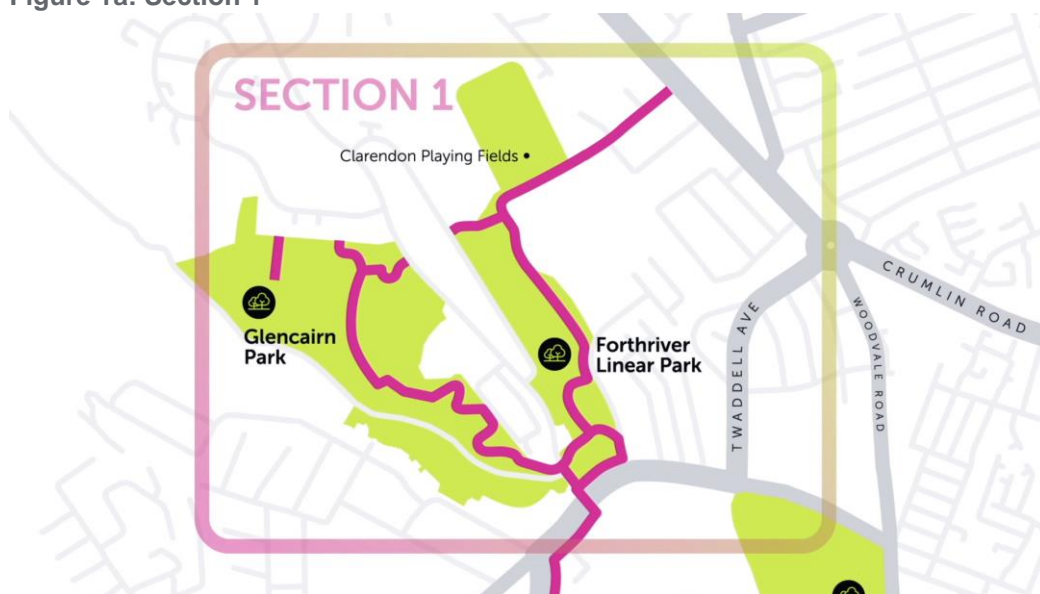 Figure 1a: Section 1
SECTION 1
Clarendon Playing Fields •
Glencairn
Park
Forthriver
Linear Park
TWADDELL AVE
WOODVALE ROAD
CRUMLIN ROAD